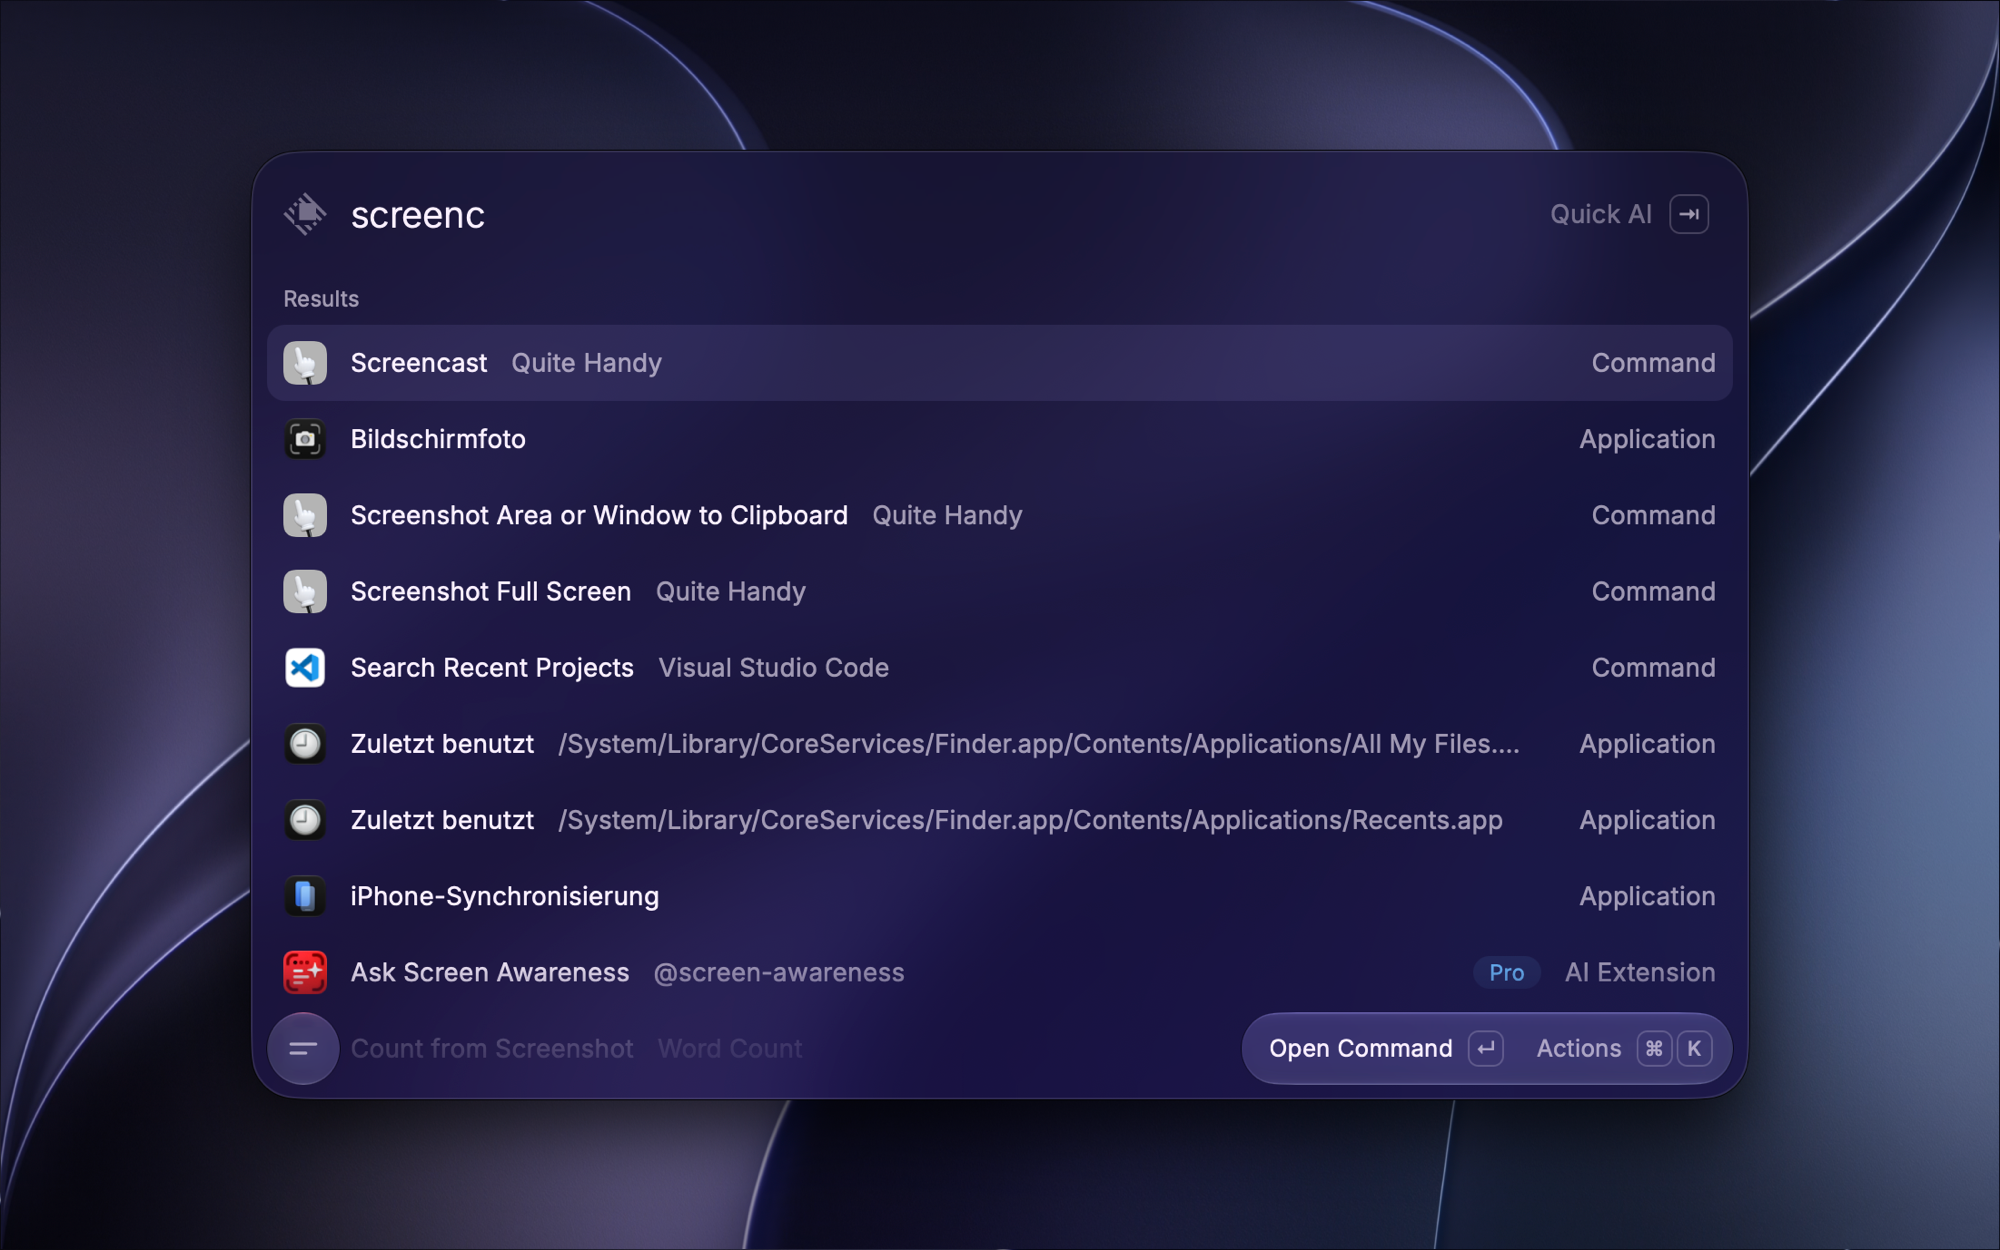 screenc Quick AI
Results
Screencast Quite Handy Command
Bildschirmfoto Application
Screenshot Area or Window to Clipboard Quite Handy Command
Screenshot Full Screen Quite Handy Command
Search Recent Projects Visual Studio Code Command
Zuletzt benutzt /System/Library/CoreServices/Finder.app/Contents/Applications/All My Files.... Application
Zuletzt benutzt /System/Library/CoreServices/Finder.app/Contents/Applications/Recents.app Application
iPhone-Synchronisierung Application
Ask Screen Awareness @screen-awareness Pro AI Extension
Count from Screenshot Word Count Open Command ↵ Actions ⌘ K